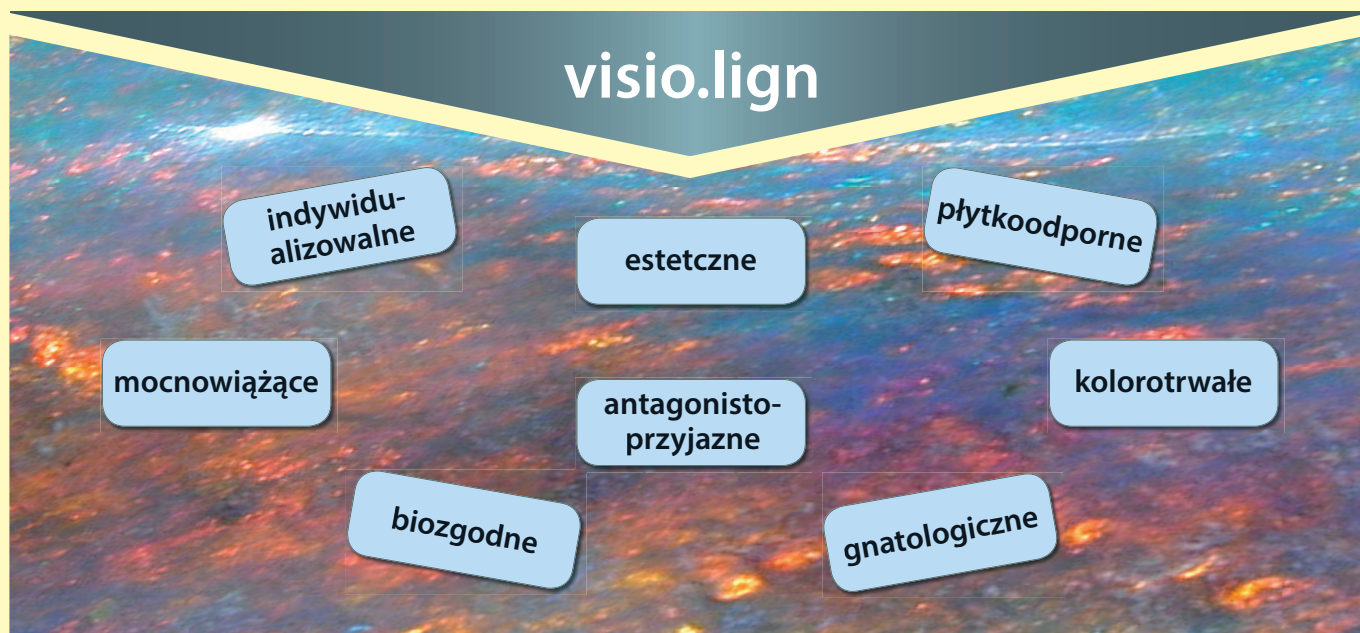 visio.lign
indywidu-
alizowalne
estetczne
płytkoodporne
mocnowiążące
antagonisto-
przyjazne
kolorotrwałe
biozgodne
gnatologiczne